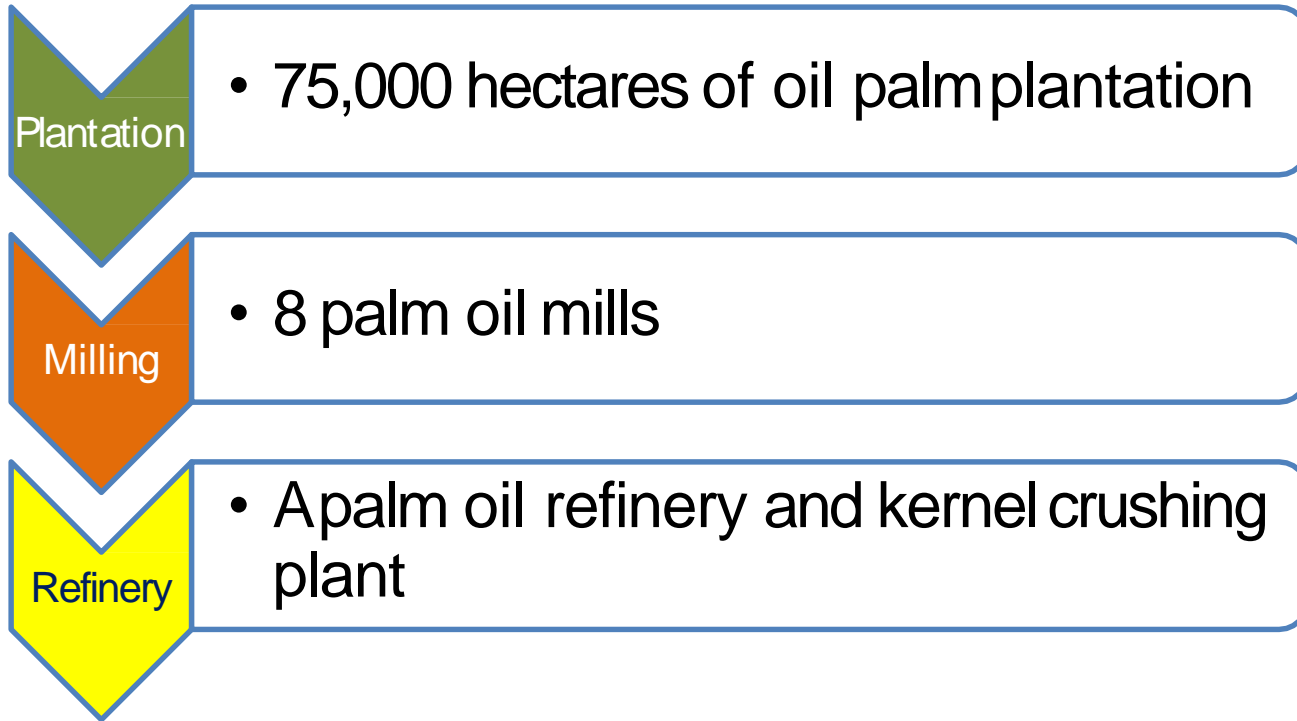 Plantation
• 75,000 hectares of oil palm plantation
Milling
• 8 palm oil mills
Refinery
• A palm oil refinery and kernel crushing
plant